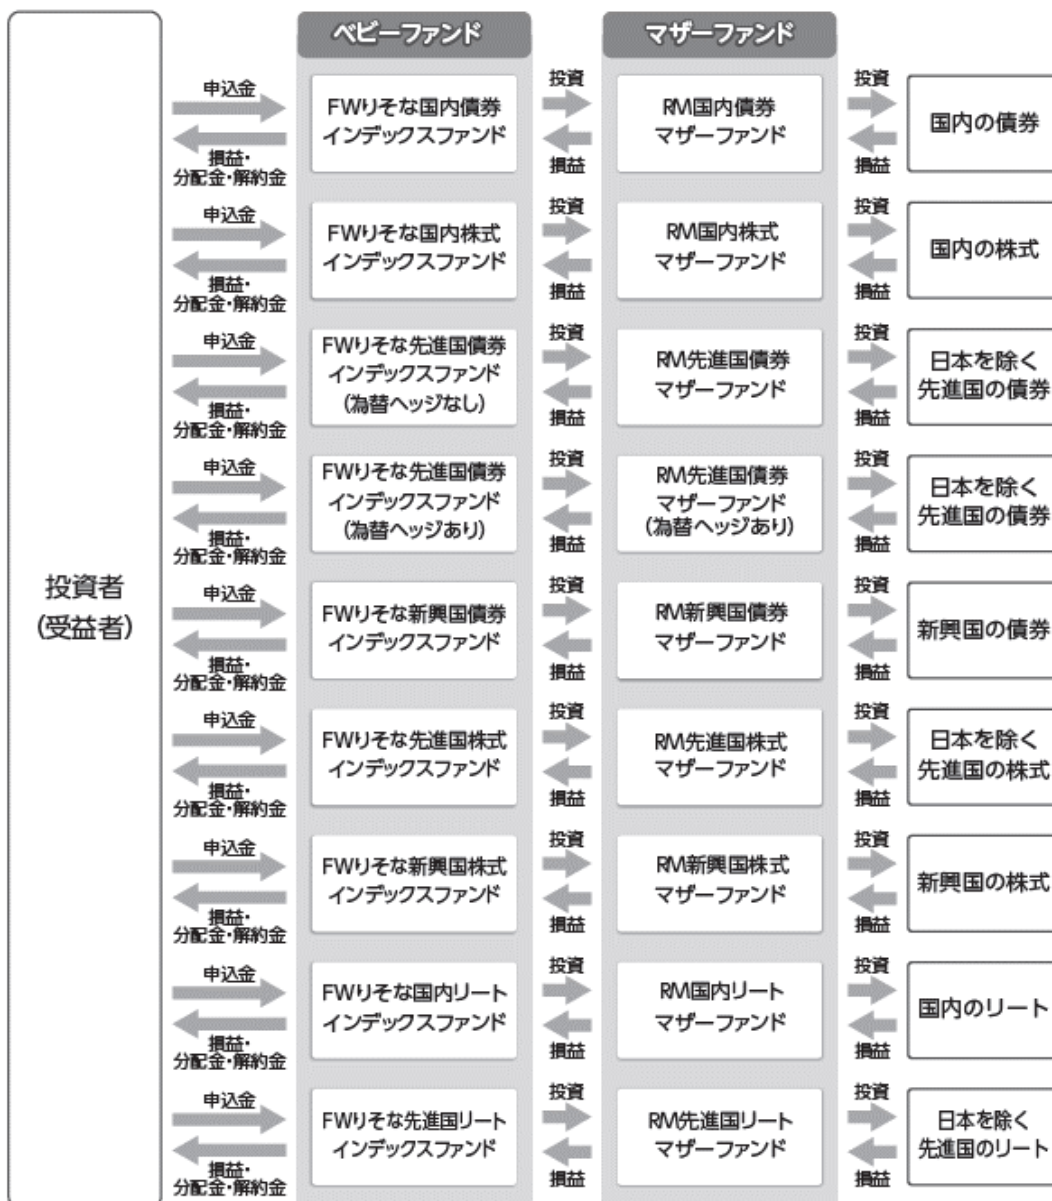 ベビーファンド
マザーファンド
投資者
(受益者)
申込金
損益・
分配金・解約金
FWりそな国内債券
インデックスファンド
投資
損益
RM国内債券
マザーファンド
投資
損益
国内の債券
申込金
損益・
分配金・解約金
FWりそな国内株式
インデックスファンド
投資
損益
RM国内株式
マザーファンド
投資
損益
国内の株式
申込金
損益・
分配金・解約金
FWりそな先進国債券
インデックスファンド
(為替ヘッジなし)
投資
損益
RM先進国債券
マザーファンド
投資
損益
日本を除く
先進国の債券
申込金
損益・
分配金・解約金
FWりそな先進国債券
インデックスファンド
(為替ヘッジあり)
投資
損益
RM先進国債券
マザーファンド
(為替ヘッジあり)
投資
損益
日本を除く
先進国の債券
申込金
損益・
分配金・解約金
FWりそな新興国債券
インデックスファンド
投資
損益
RM新興国債券
マザーファンド
投資
損益
新興国の債券
申込金
損益・
分配金・解約金
FWりそな先進国株式
インデックスファンド
投資
損益
RM先進国株式
マザーファンド
投資
損益
日本を除く
先進国の株式
申込金
損益・
分配金・解約金
FWりそな新興国株式
インデックスファンド
投資
損益
RM新興国株式
マザーファンド
投資
損益
新興国の株式
申込金
損益・
分配金・解約金
FWりそな国内リート
インデックスファンド
投資
損益
RM国内リート
マザーファンド
投資
損益
国内のリート
申込金
損益・
分配金・解約金
FWりそな先進国リート
インデックスファンド
投資
損益
RM先進国リート
マザーファンド
投資
損益
日本を除く
先進国のリート